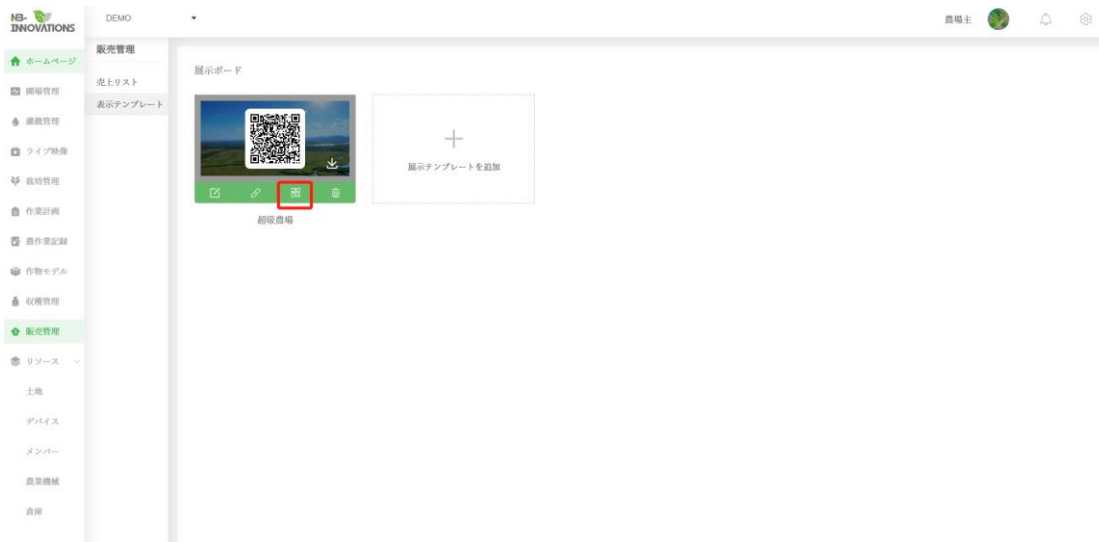 NB-
INNOVATIONS
DEMO
農場主
ホームページ
圃場管理
灌漑管理
ライブ映像
栽培管理
作業計画
農作業記録
作物モデル
収穫管理
販売管理
リソース
土地
デバイス
メンバー
農業機械
倉庫
販売管理
売上リスト
表示テンプレート
展示ボード
展示テンプレートを追加
超级農場